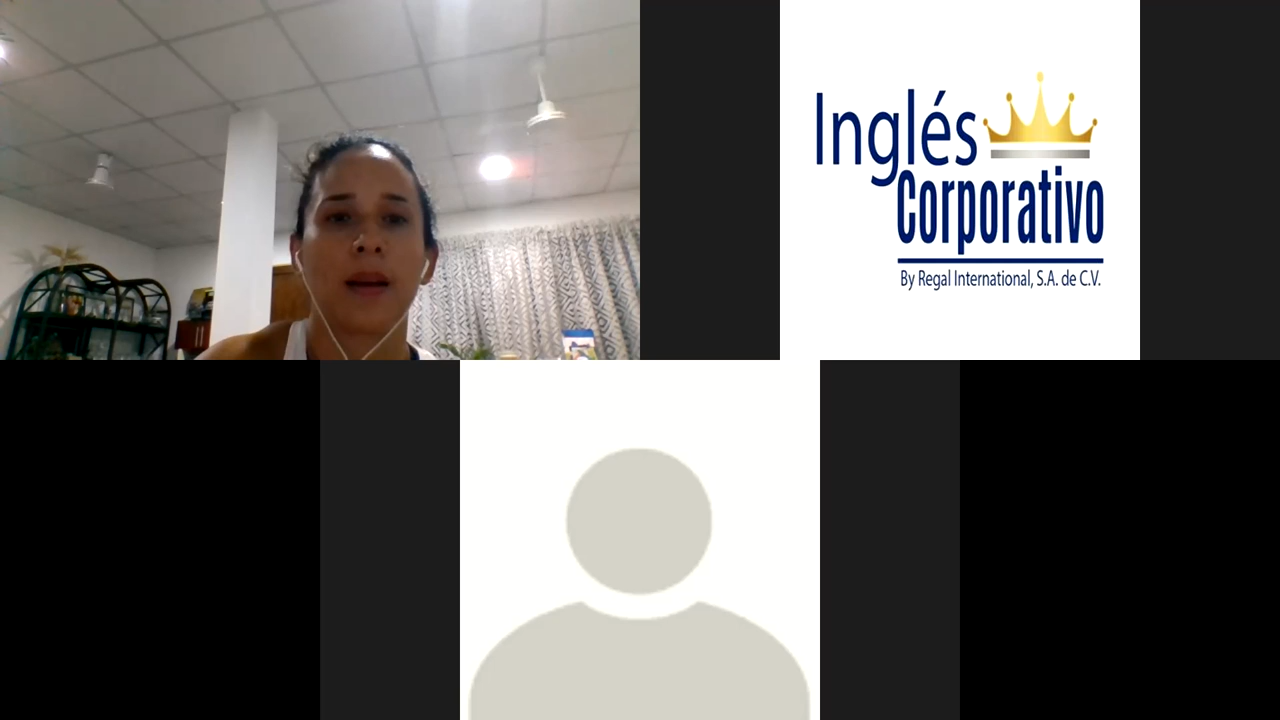 Inglés
Corporativo
By Regal International, S.A. de C.V.